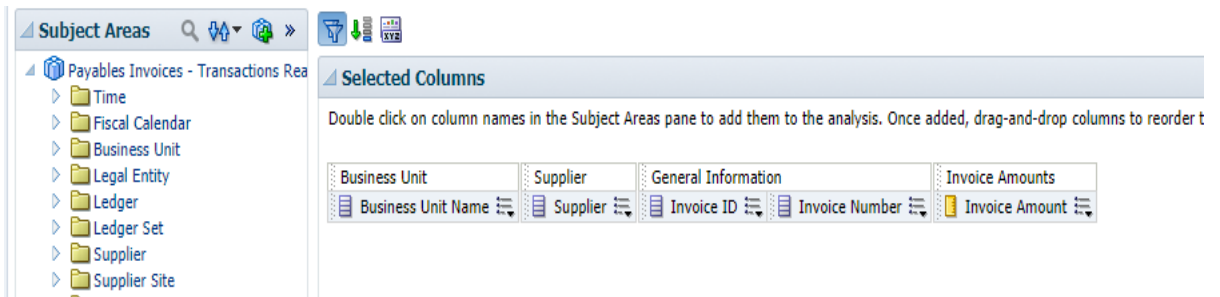 Subject Areas
Payables Invoices - Transactions Rea
Time
Fiscal Calendar
Business Unit
Legal Entity
Ledger
Ledger Set
Supplier
Supplier Site
XYZ
Selected Columns
Double click on column names in the Subject Areas pane to add them to the analysis. Once added, drag-and-drop columns to reorder t
Business Unit Supplier General Information Invoice Amounts
Business Unit Name Supplier Invoice ID Invoice Number Invoice Amount